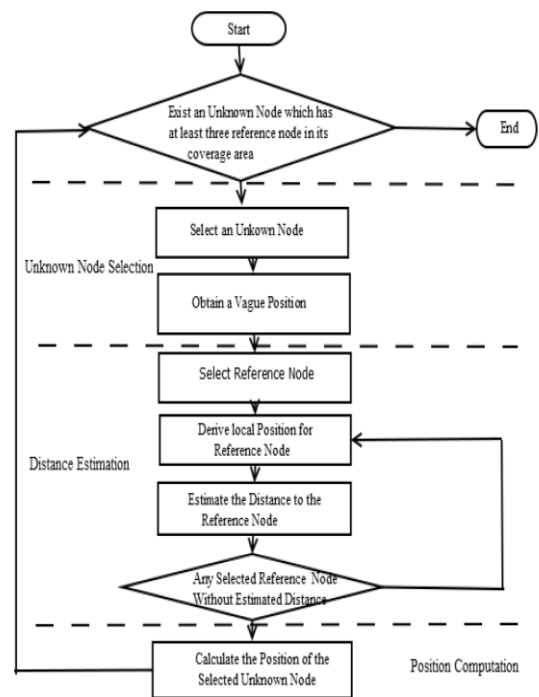 Start
Exist an Unknown Node which has
at least three reference node in its
coverage area
End
Select an Unkown Node
Unknown Node Selection
Obtain a Vague Position
Select Reference Node
Derive local Position for
Reference Node
Distance Estimation
Estimate the Distance to the
Reference Node
Any Selected Reference Node
Without Estimated Distance
Calculate the Position of the
Selected Unknown Node
Position Computation